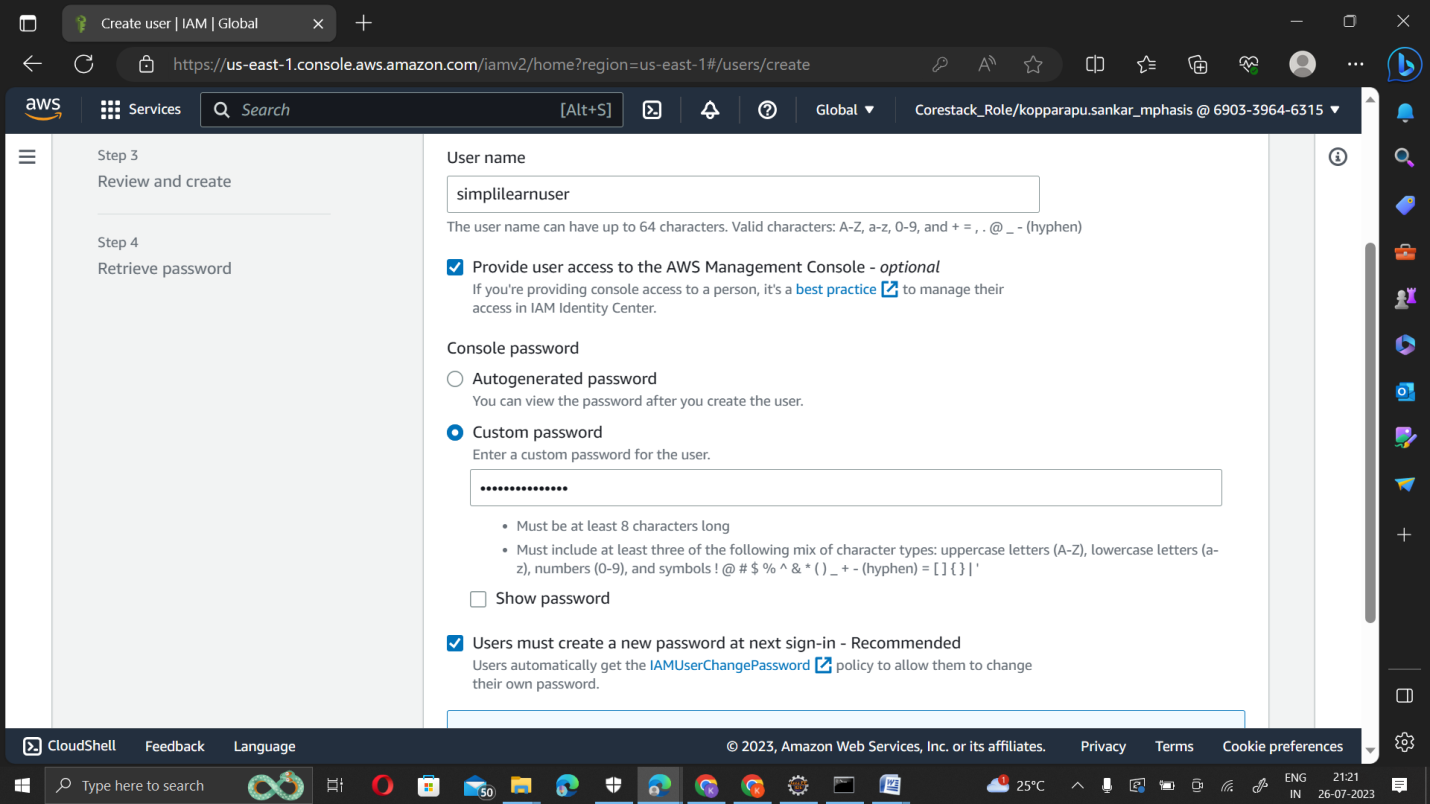 Create user | IAM | Global
https://us-east-1.console.aws.amazon.com/iamv2/home?region=us-east-1#/users/create
aws
Services
Search
[Alt+S]
Global
Corestack_Role/kopparapu.sankar_mphasis @ 6903-3964-6315
Step 3
Review and create
Step 4
Retrieve password
User name
simplilearnuser
The user name can have up to 64 characters. Valid characters: A-Z, a-z, 0-9, and + = , . @ _ - (hyphen)
Provide user access to the AWS Management Console - optional
If you're providing console access to a person, it's a best practice to manage their
access in IAM Identity Center.
Console password
Autogenerated password
You can view the password after you create the user.
Custom password
Enter a custom password for the user.
•••••••••••••••
• Must be at least 8 characters long
• Must include at least three of the following mix of character types: uppercase letters (A-Z), lowercase letters (a-
z), numbers (0-9), and symbols ! @ # $ % ^ & * ( ) _ + - (hyphen) = [ ] { } | '
Show password
Users must create a new password at next sign-in - Recommended
Users automatically get the IAMUserChangePassword policy to allow them to change
their own password.
CloudShell
Feedback
Language
© 2023, Amazon Web Services, Inc. or its affiliates.
Privacy
Terms
Cookie preferences
Type here to search
50
1
25°C
ENG
IN
21:21
26-07-2023